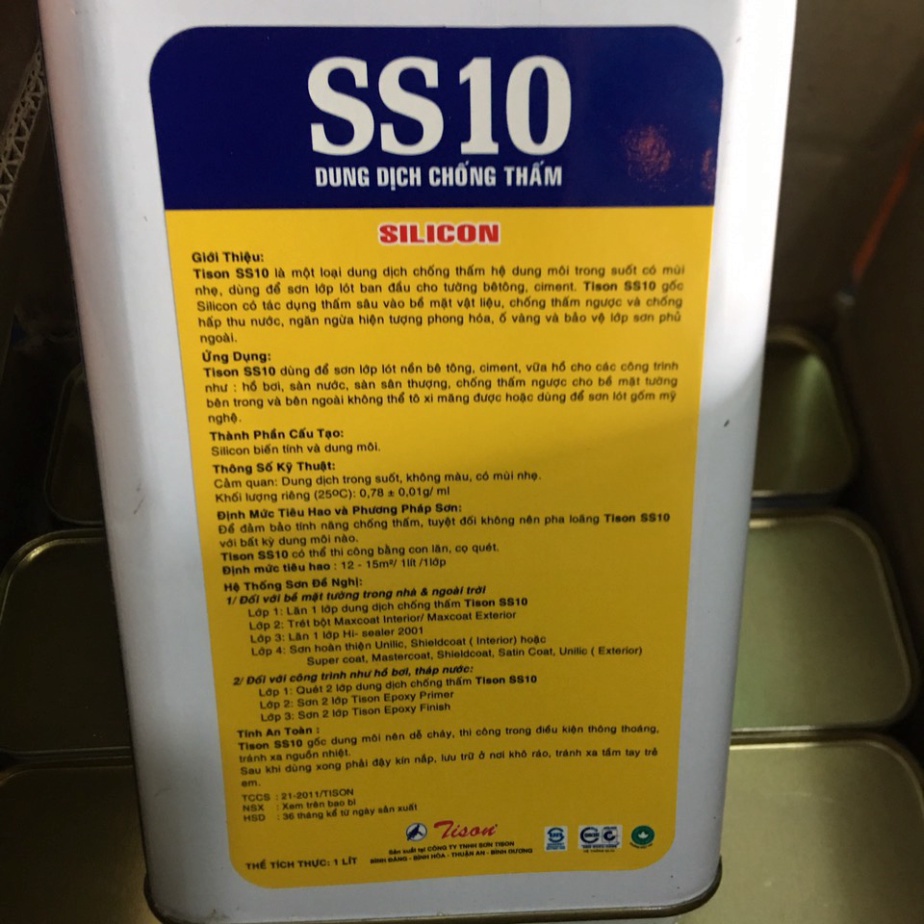 SS10
DUNG DỊCH CHỐNG THẤM
SILICON
Giới Thiệu:
Tison SS10 là một loại dung dịch chống thấm hệ dung môi trong suốt có mùi
nhẹ, dùng để sơn lớp lót ban đầu cho tường bêtông, ciment. Tison SS10 gốc
Silicon có tác dụng thấm sâu vào bề mặt vật liệu, chống thấm ngược và chống
hấp thu nước, ngăn ngừa hiện tượng phong hóa, ố vàng và bảo vệ lớp sơn phủ
ngoài.
Ứng Dụng:
Tison SS10 dùng để sơn lớp lót nền bê tông, ciment, vữa hồ cho các công trình
như : hồ bơi, sàn nước, sàn sân thượng, chống thấm ngược cho bề mặt tường
bên trong và bên ngoài không thể tô xi măng được hoặc dùng để sơn lót gốm mỹ
nghệ.
Thành Phần Cấu Tạo:
Silicon biến tính và dung môi.
Thông Số Kỹ Thuật:
Cảm quan: Dung dịch trong suốt, không màu, có mùi nhẹ.
Khối lượng riêng (25ºC): 0,78 ± 0,01g/ ml
Định Mức Tiêu Hao và Phương Pháp Sơn:
Để đảm bảo tính năng chống thấm, tuyệt đối không nên pha loãng Tison SS10
với bất kỳ dung môi nào.
Tison SS10 có thể thi công bằng con lăn, cọ quét.
Định mức tiêu hao : 12 - 15m²/ 1lít /1lớp
Hệ Thống Sơn Đề Nghị:
1/ Đối với bề mặt tường trong nhà & ngoài trời
Lớp 1: Lăn 1 lớp dung dịch chống thấm Tison SS10
Lớp 2: Trét bột Maxcoat Interior/ Maxcoat Exterior
Lớp 3: Lăn 1 lớp Hi- sealer 2001
Lớp 4: Sơn hoàn thiện Unilic, Shieldcoat ( Interior) hoặc
Super coat, Mastercoat, Shieldcoat, Satin Coat, Unilic ( Exterior)
2/ Đối với công trình như hồ bơi, tháp nước:
Lớp 1: Quét 2 lớp dung dịch chống thấm Tison SS10
Lớp 2: Sơn 2 lớp Tison Epoxy Primer
Lớp 3: Sơn 2 lớp Tison Epoxy Finish
Tính An Toàn :
Tison SS10 gốc dung môi nên dễ cháy, thi công trong điều kiện thông thoáng,
tránh xa nguồn nhiệt.
Sau khi dùng xong phải đậy kín nắp, lưu trữ ở nơi khô ráo, tránh xa tầm tay trẻ
em.
TCCS : 21-2011/TISON
NSX : Xem trên bao bì
HSD : 36 tháng kể từ ngày sản xuất
Tison
Sản xuất tại CÔNG TY TNHH SƠN TISON
BÌNH ĐÁNG - BÌNH HÒA - THUẬN AN - BÌNH DƯƠNG
THỂ TÍCH THỰC: 1 LÍT